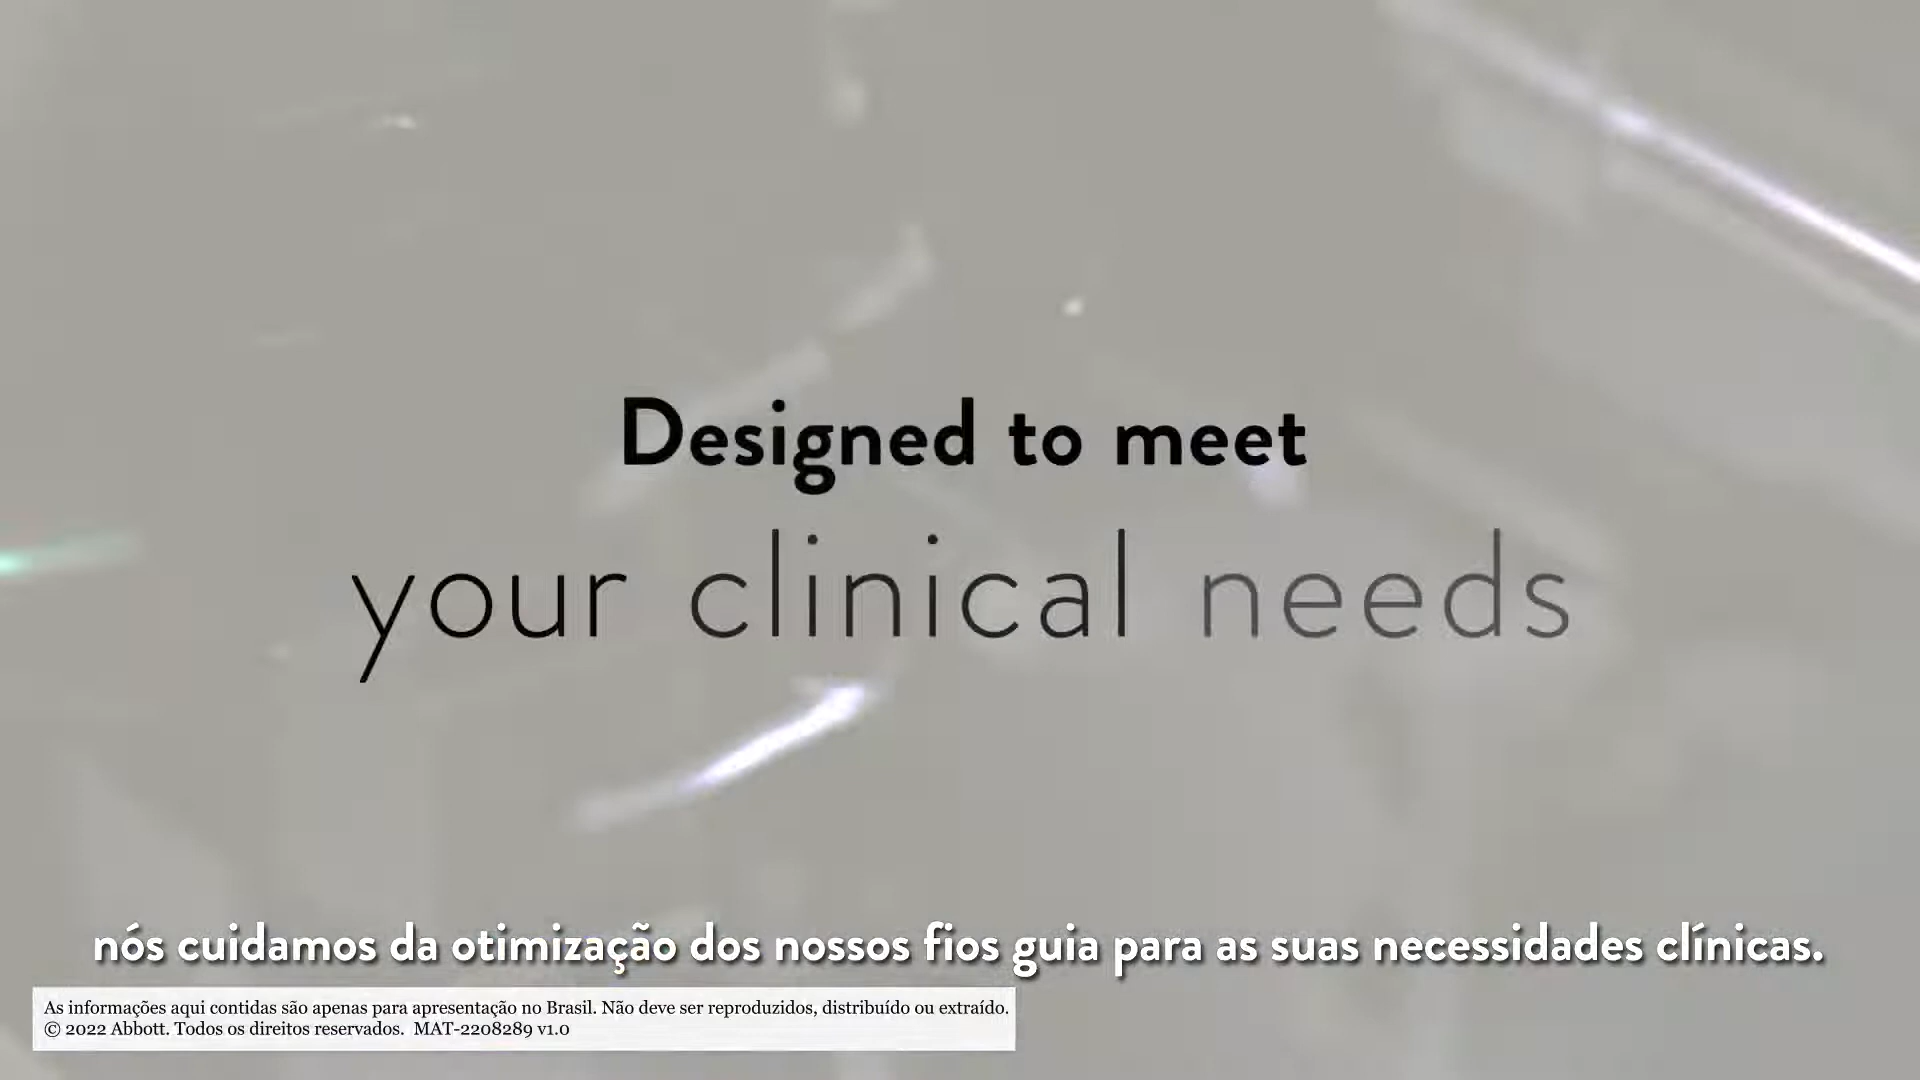 Designed to meet
your clinical needs
nós cuidamos da otimização dos nossos fios guia para as suas necessidades clínicas.
As informações aqui contidas são apenas para apresentação no Brasil. Não deve ser reproduzidos, distribuído ou extraído.
© 2022 Abbott. Todos os direitos reservados. MAT-2208289 v1.0